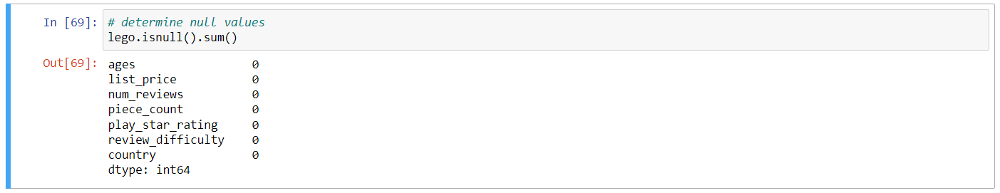 In [69]: # determine null values
lego.isnull().sum()
Out[69]: ages 0
list_price 0
num_reviews 0
piece_count 0
play_star_rating 0
review_difficulty 0
country 0
dtype: int64